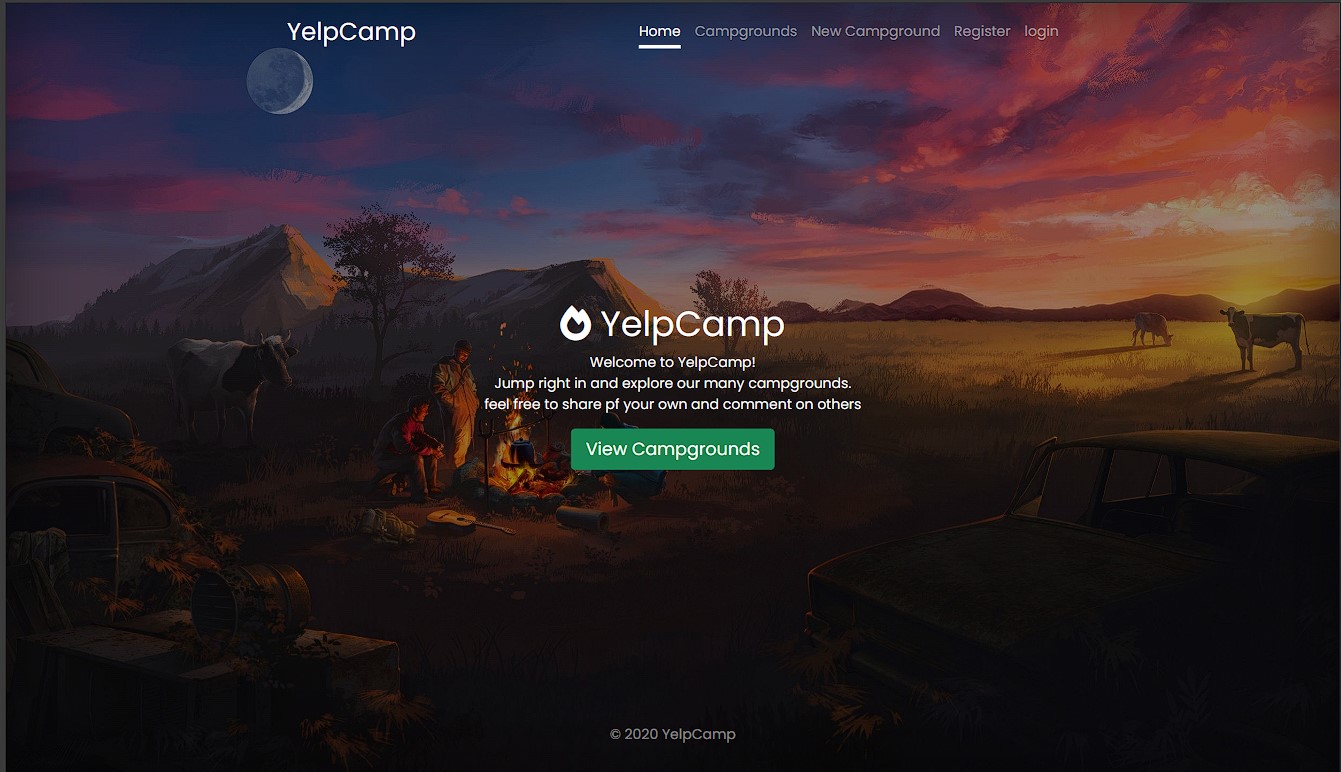 YelpCamp
Home Campgrounds New Campground Register login
YelpCamp
Welcome to YelpCamp!
Jump right in and explore our many campgrounds.
feel free to share pf your own and comment on others
View Campgrounds
© 2020 YelpCamp